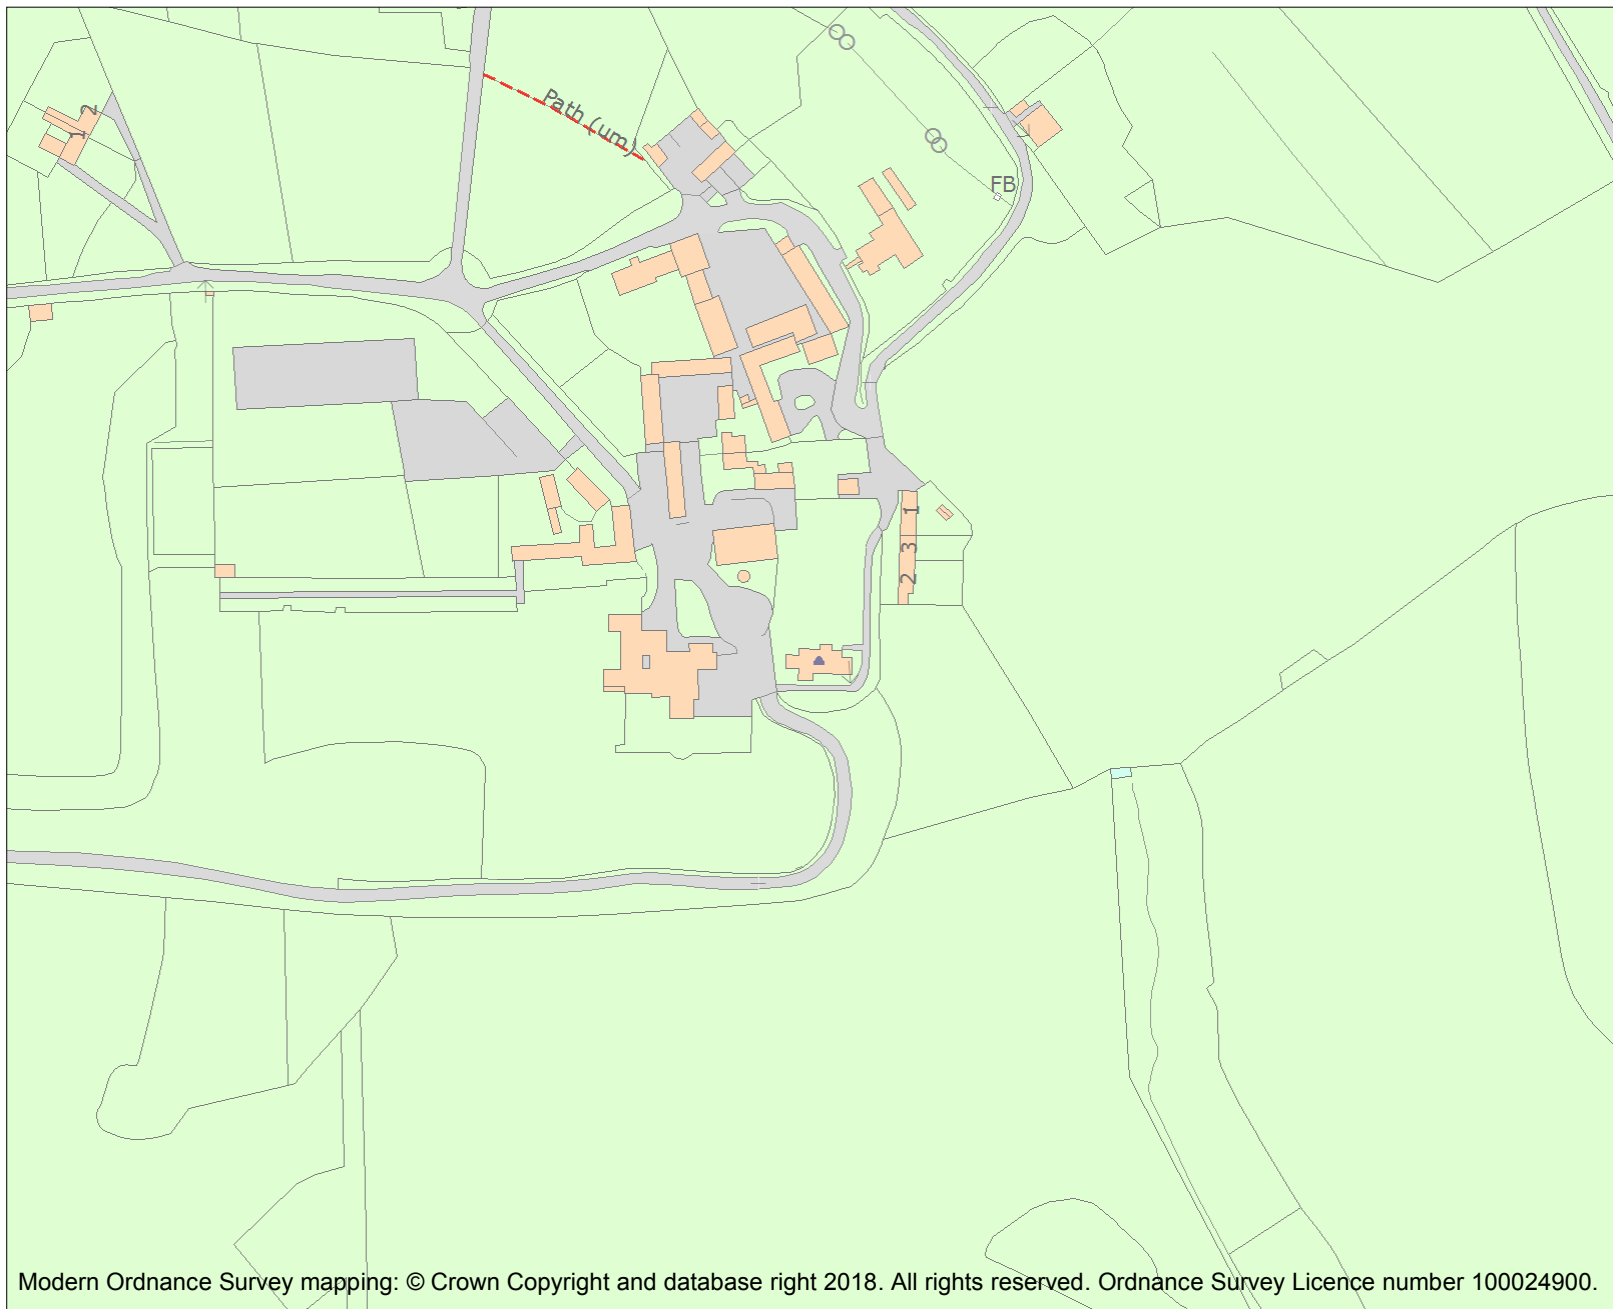 Path (um)
2
1
FB
1
3
2
Modern Ordnance Survey mapping: © Crown Copyright and database right 2018. All rights reserved. Ordnance Survey Licence number 100024900.